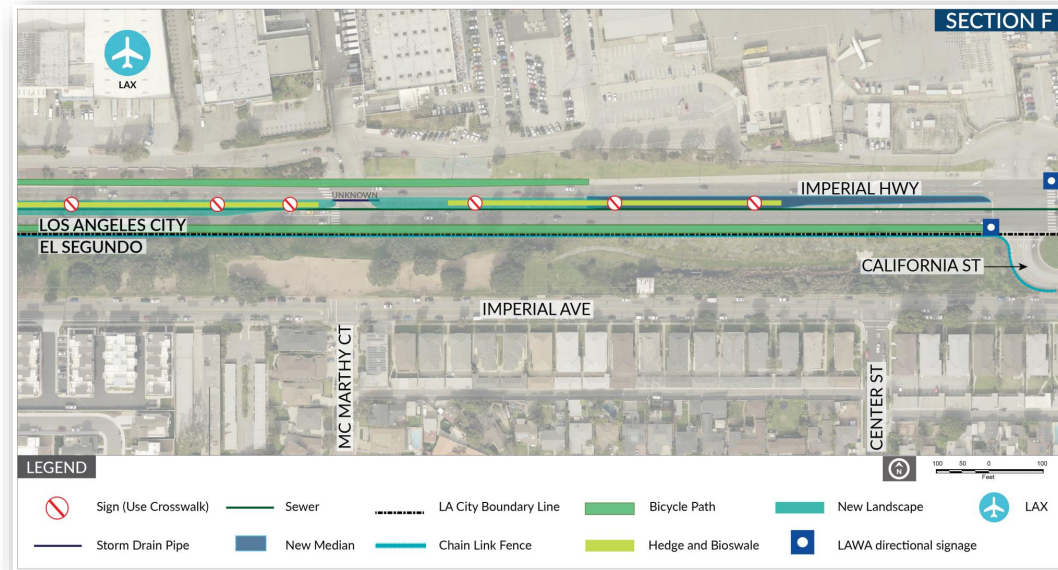 SECTION F
LAX
UNKNOWN
IMPERIAL HWY
LOS ANGELES CITY
EL SEGUNDO
CALIFORNIA ST
IMPERIAL AVE
MC MARTHY CT
CENTER ST
LEGEND
N
100 50 0 100
Feet
Sign (Use Crosswalk)
Sewer
LA City Boundary Line
Bicycle Path
New Landscape
LAX
Storm Drain Pipe
New Median
Chain Link Fence
Hedge and Bioswale
LAWA directional signage